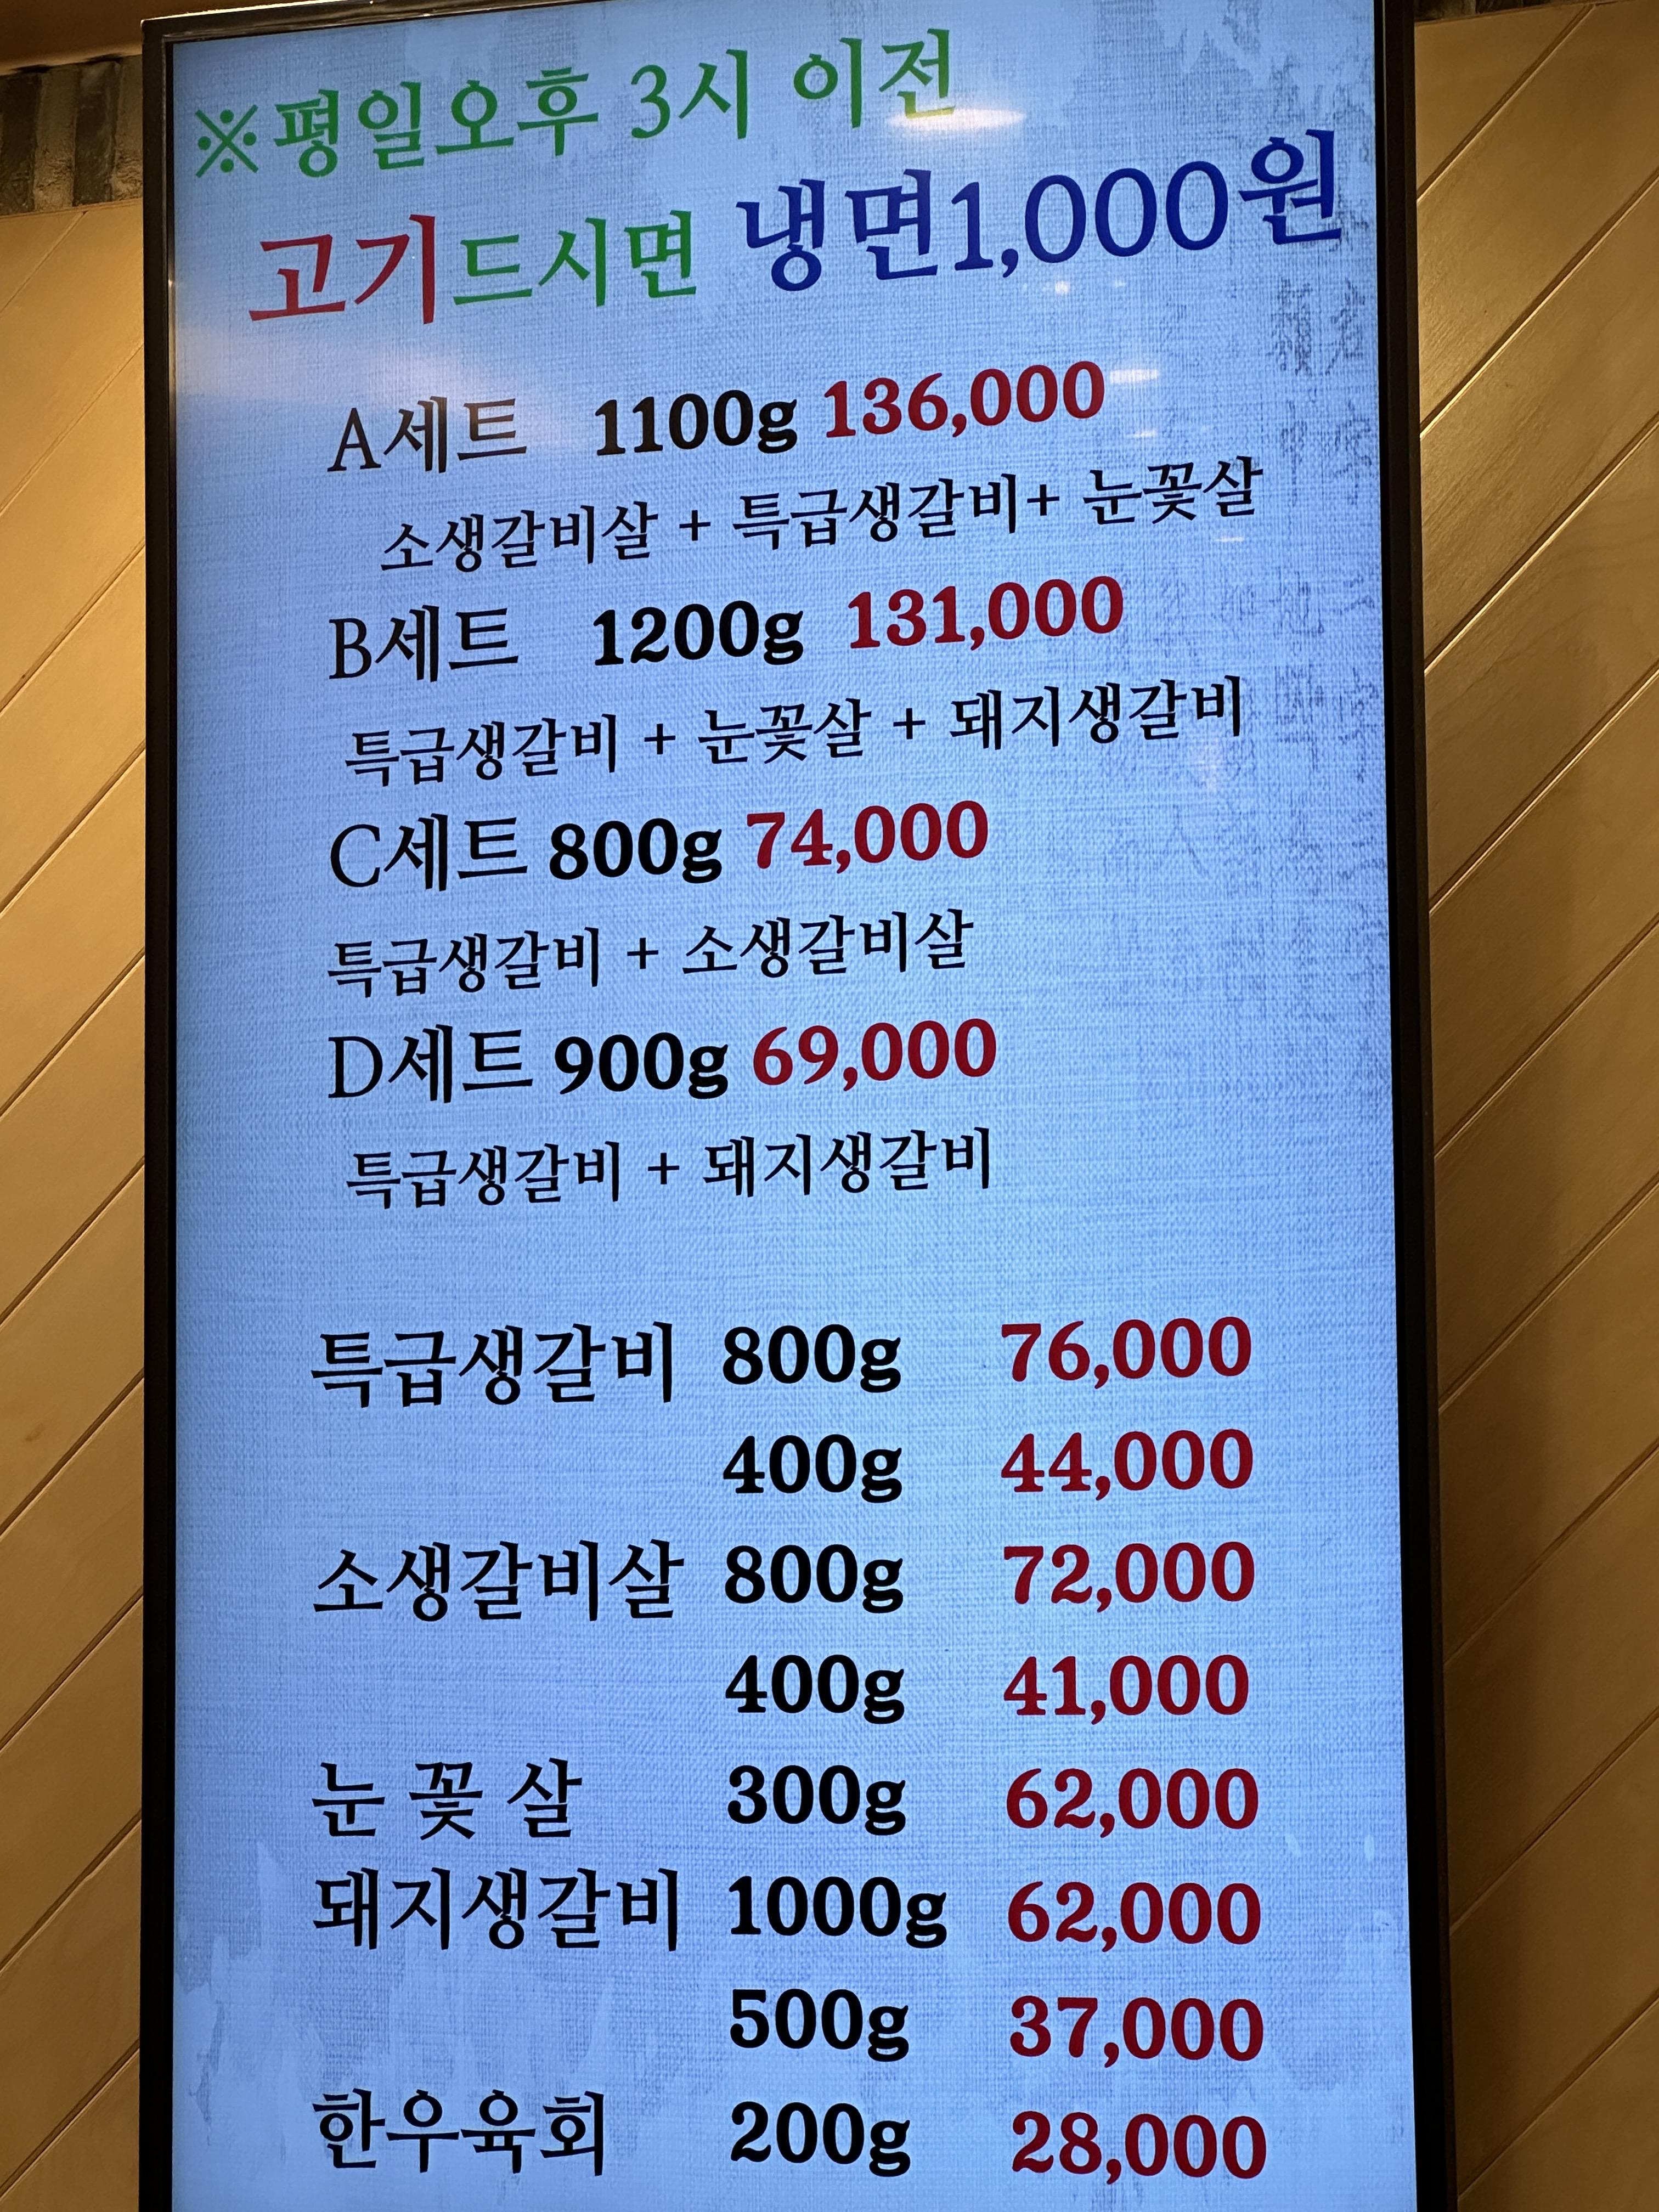 ※평일오후 3시 이전
고기드시면 냉면1,000원
A세트 1100g 136,000
소생갈비살 + 특급생갈비+ 눈꽃살
B세트 1200g 131,000
특급생갈비 + 눈꽃살 + 돼지생갈비
C세트 800g 74,000
특급생갈비 + 소생갈비살
D세트 900g 69,000
특급생갈비 + 돼지생갈비
특급생갈비 800g 76,000
400g 44,000
소생갈비살 800g 72,000
400g 41,000
눈 꽃 살 300g 62,000
돼지생갈비 1000g 62,000
500g 37,000
한우육회 200g 28,000